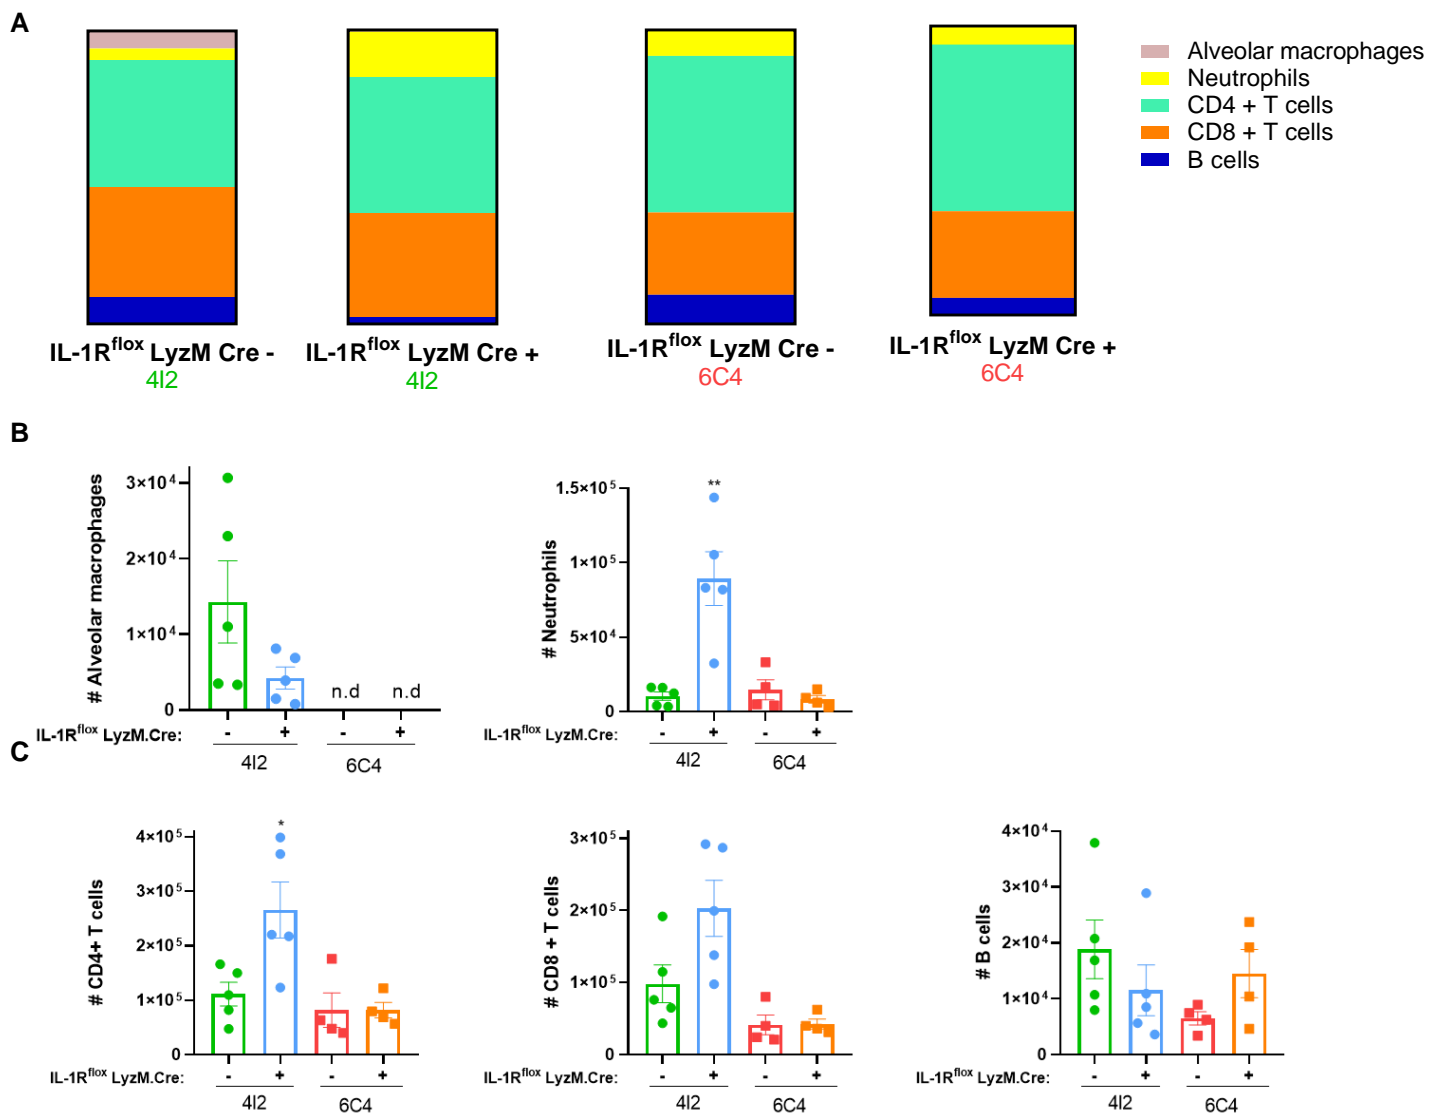 A
Alveolar macrophages
Neutrophils
CD4 + T cells
CD8 + T cells
B cells
IL-1Rflox LyzM Cre -
4I2
IL-1Rflox LyzM Cre +
4I2
IL-1Rflox LyzM Cre -
6C4
IL-1Rflox LyzM Cre +
6C4
B
# Alveolar macrophages
3×10⁴
2×10⁴
1×10⁴
0
n.d
n.d
IL-1Rflox LyzM.Cre: - + - +
4I2 6C4
# Neutrophils
1.5×10⁵
1×10⁵
5×10⁴
0
**
IL-1Rflox LyzM.Cre: - + - +
4I2 6C4
C
# CD4+ T cells
4×10⁵
3×10⁵
2×10⁵
1×10⁵
0
*
IL-1Rflox LyzM.Cre: - + - +
4I2 6C4
# CD8 + T cells
3×10⁵
2×10⁵
1×10⁵
0
IL-1Rflox LyzM.Cre: - + - +
4I2 6C4
# B cells
4×10⁴
3×10⁴
2×10⁴
1×10⁴
0
IL-1Rflox LyzM.Cre: - + - +
4I2 6C4